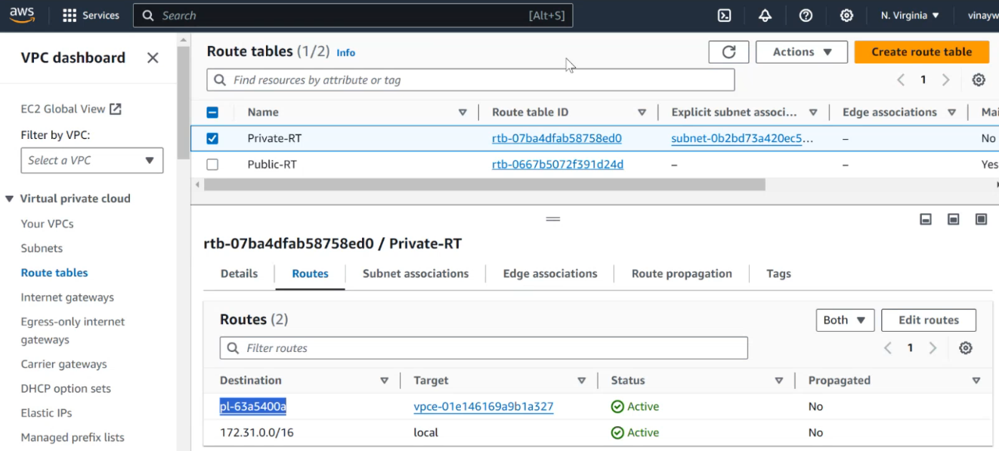 aws Services Search [Alt+S] N. Virginia vinayw
VPC dashboard
EC2 Global View
Filter by VPC:
Select a VPC
Virtual private cloud
Your VPCs
Subnets
Route tables
Internet gateways
Egress-only internet
gateways
Carrier gateways
DHCP option sets
Elastic IPs
Managed prefix lists
Route tables (1/2) Info Actions Create route table
Find resources by attribute or tag 1
Name Route table ID Explicit subnet associ... Edge associations Mai
Private-RT rtb-07ba4dfab58758ed0 subnet-0b2bd73a420ec5... – No
Public-RT rtb-0667b5072f391d24d – – Yes
rtb-07ba4dfab58758ed0 / Private-RT
Details Routes Subnet associations Edge associations Route propagation Tags
Routes (2) Both Edit routes
Filter routes 1
Destination Target Status Propagated
pl-63a5400a vpce-01e146169a9b1a327 Active No
172.31.0.0/16 local Active No